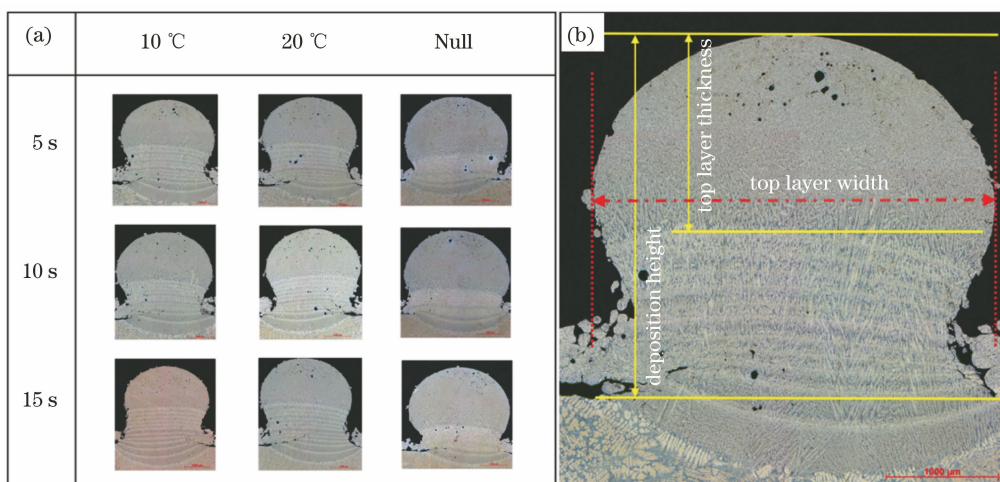 (a)
10 ℃
20 ℃
Null
5 s
10 s
15 s
(b)
top layer thickness
top layer width
deposition height
1000 μm